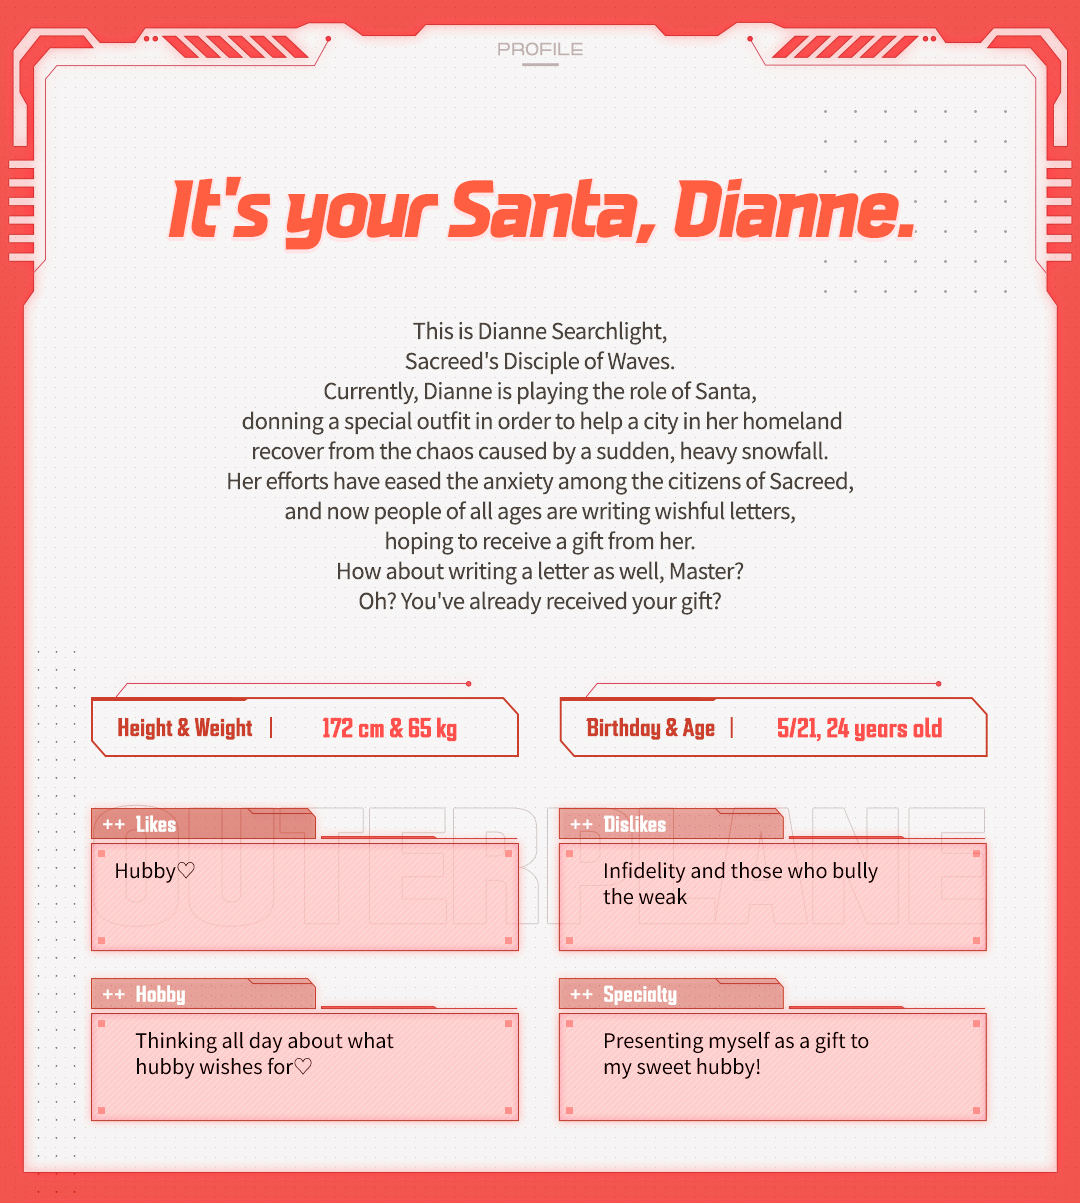 PROFILE
It's your Santa, Dianne.
This is Dianne Searchlight,
Sacreed's Disciple of Waves.
Currently, Dianne is playing the role of Santa,
donning a special outfit in order to help a city in her homeland
recover from the chaos caused by a sudden, heavy snowfall.
Her efforts have eased the anxiety among the citizens of Sacreed,
and now people of all ages are writing wishful letters,
hoping to receive a gift from her.
How about writing a letter as well, Master?
Oh? You've already received your gift?
Height & Weight | 172 cm & 65 kg
Birthday & Age | 5/21, 24 years old
OUTERPLANE
++ Likes
Hubby♡
++ Dislikes
Infidelity and those who bully
the weak
++ Hobby
Thinking all day about what
hubby wishes for♡
++ Specialty
Presenting myself as a gift to
my sweet hubby!